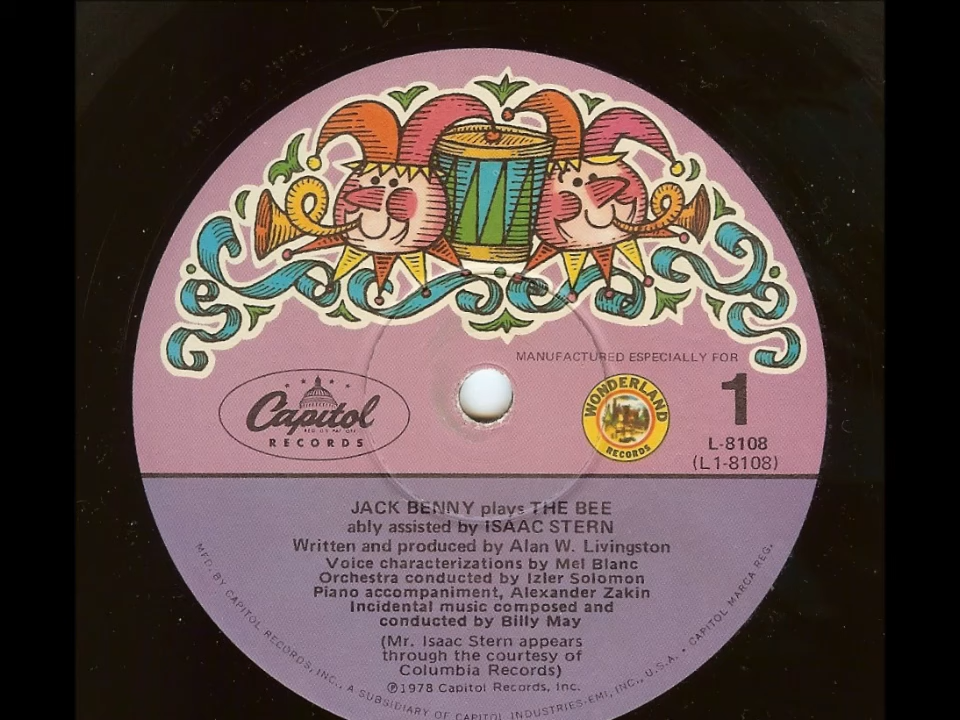 MANUFACTURED ESPECIALLY FOR
Capitol
RECORDS
WONDERLAND
RECORDS
1
L-8108
(L1-8108)
JACK BENNY plays THE BEE
ably assisted by ISAAC STERN
Written and produced by Alan W. Livingston
Voice characterizations by Mel Blanc
Orchestra conducted by Izler Solomon
Piano accompaniment, Alexander Zakin
Incidental music composed and
conducted by Billy May
(Mr. Isaac Stern appears
through the courtesy of
Columbia Records)
℗1978 Capitol Records, Inc.
MFD. BY CAPITOL RECORDS, INC., A SUBSIDIARY OF CAPITOL INDUSTRIES-EMI, INC., U.S.A. • CAPITOL MARCA REG.